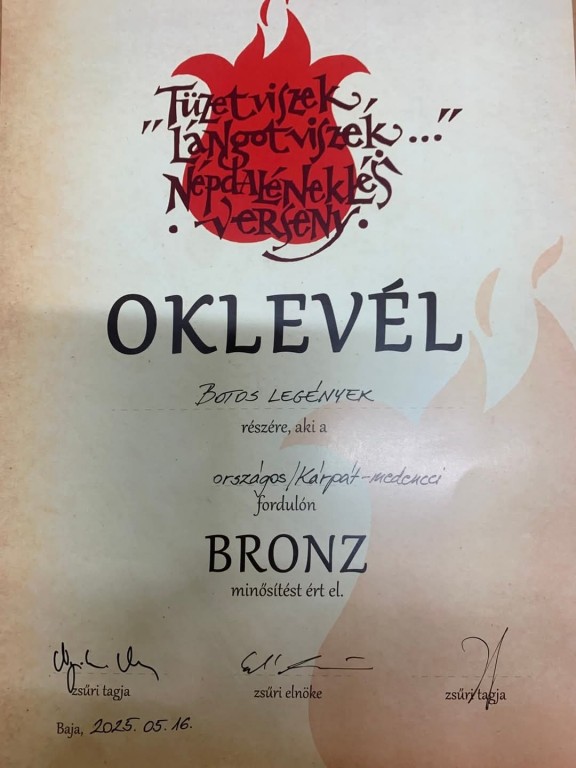 "Tüzet viszek,
Lángot viszek..."
Népdaléneklés
verseny.
OKLEVÉL
BOTOS LEGÉNYEK
részére, aki a
országos/Kárpát-medencei
fordulón
BRONZ
minősítést ért el.
zsűri tagja
zsűri elnöke
zsűri tagja
Baja, 2025.05.16.